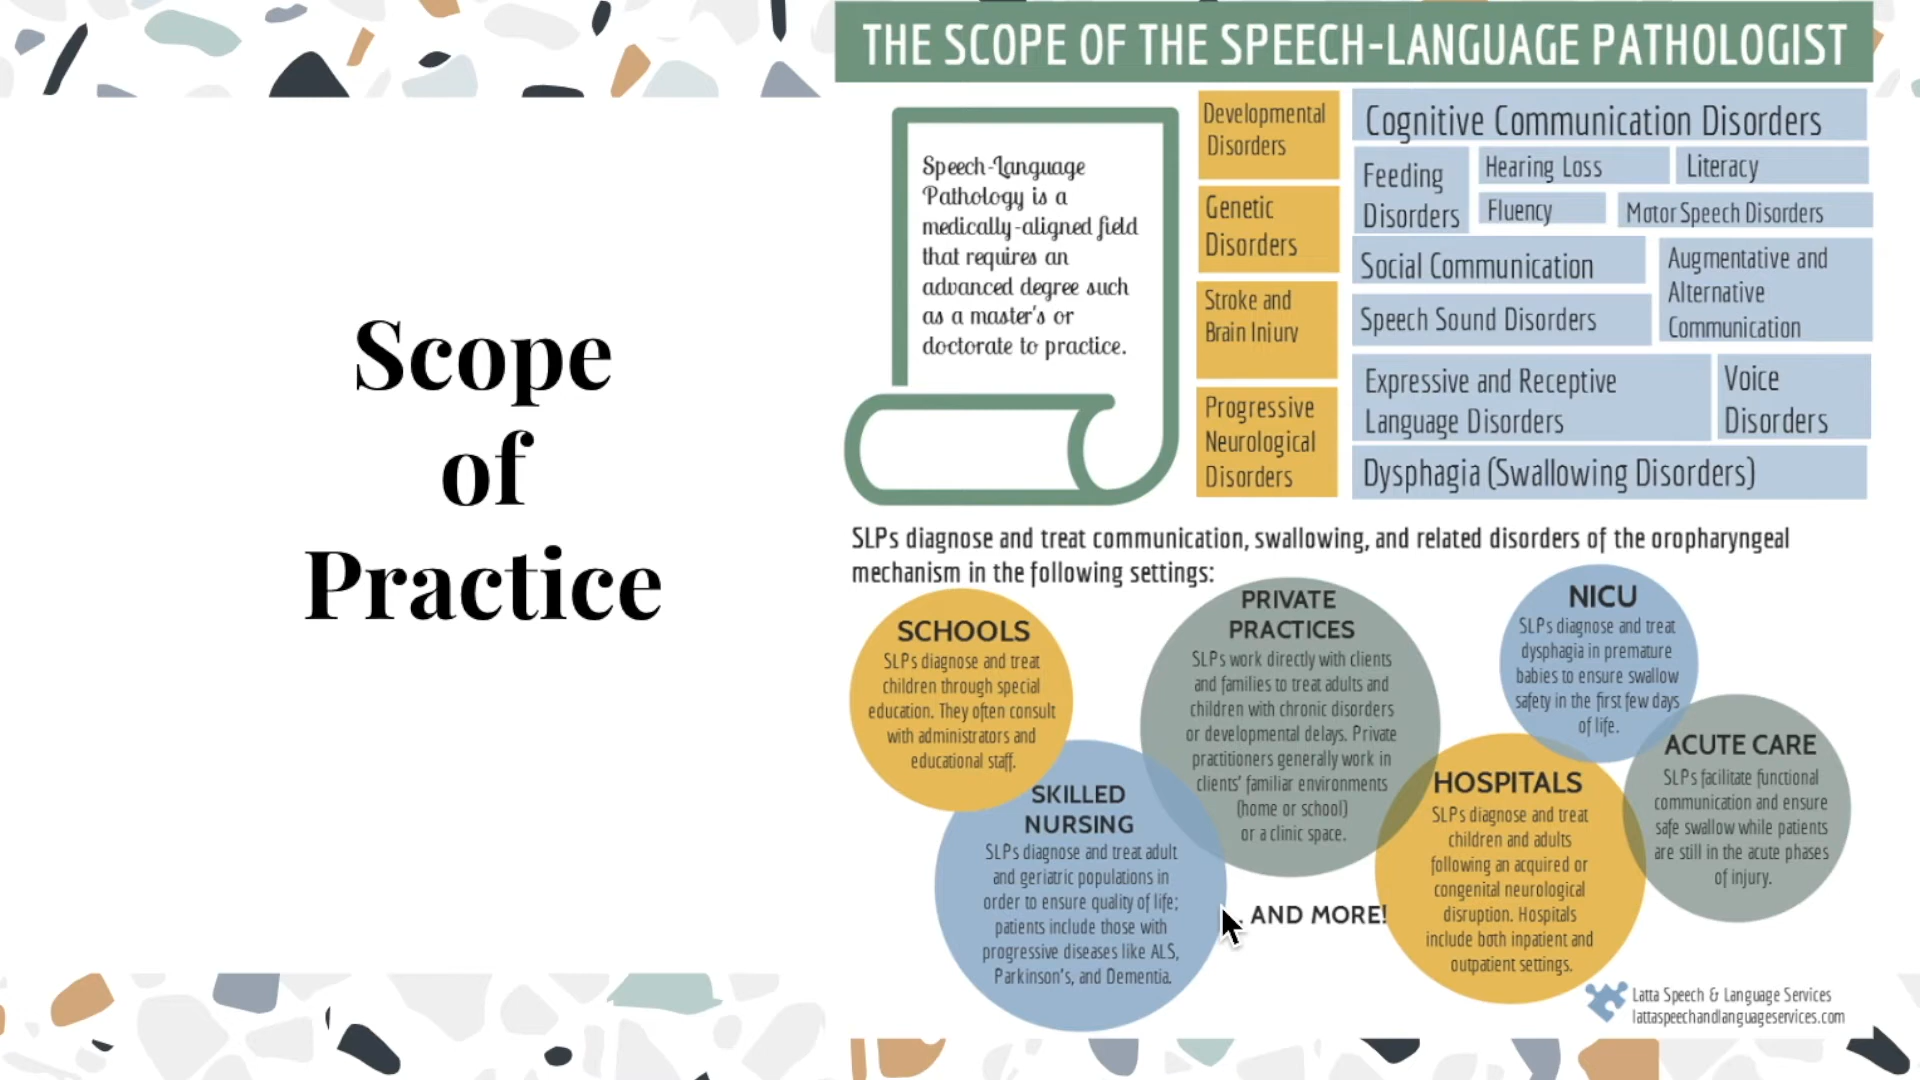 Scope
of
Practice
THE SCOPE OF THE SPEECH-LANGUAGE PATHOLOGIST
Speech-Language
Pathology is a
medically-aligned field
that requires an
advanced degree such
as a master's or
doctorate to practice.
Developmental
Disorders
Genetic
Disorders
Stroke and
Brain Injury
Progressive
Neurological
Disorders
Cognitive Communication Disorders
Feeding
Disorders
Hearing Loss
Literacy
Fluency
Motor Speech Disorders
Social Communication
Augmentative and
Alternative
Communication
Speech Sound Disorders
Expressive and Receptive
Language Disorders
Voice
Disorders
Dysphagia (Swallowing Disorders)
SLPs diagnose and treat communication, swallowing, and related disorders of the oropharyngeal
mechanism in the following settings:
SCHOOLS
SLPs diagnose and treat
children through special
education. They often consult
with administrators and
educational staff.
SKILLED
NURSING
SLPs diagnose and treat adult
and geriatric populations in
order to ensure quality of life;
patients include those with
progressive diseases like ALS,
Parkinson's, and Dementia.
PRIVATE
PRACTICES
SLPs work directly with clients
and families to treat adults and
children with chronic disorders
or developmental delays. Private
practitioners generally work in
clients' familiar environments
(home or school)
or a clinic space.
HOSPITALS
SLPs diagnose and treat
children and adults
following an acquired or
congenital neurological
disruption. Hospitals
include both inpatient and
outpatient settings.
NICU
SLPs diagnose and treat
dysphagia in premature
babies to ensure swallow
safety in the first few days
of life.
ACUTE CARE
SLPs facilitate functional
communication and ensure
safe swallow while patients
are still in the acute phases
of injury.
AND MORE!
Latta Speech & Language Services
lattaspeechandlanguageservices.com